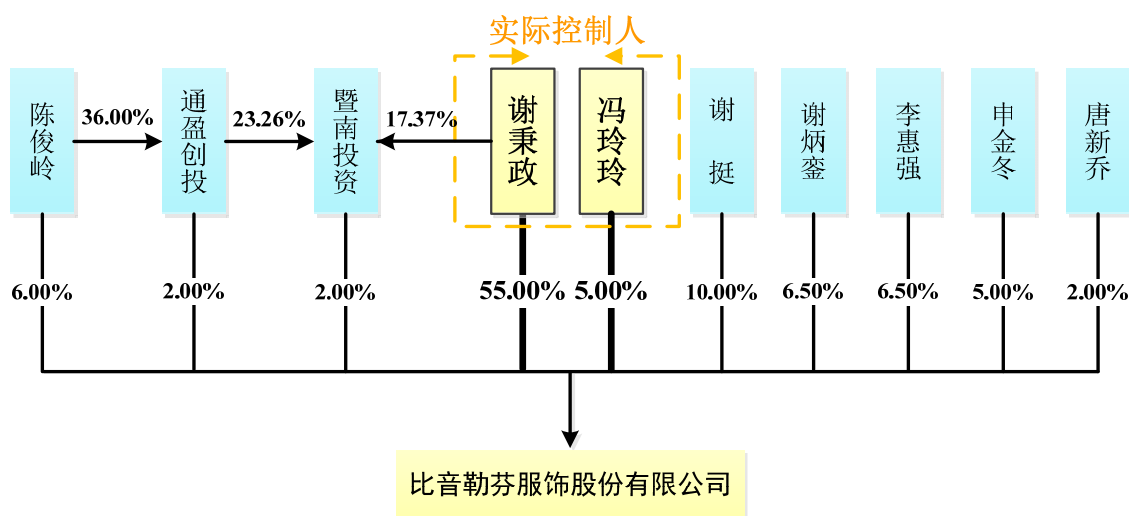 实际控制人
陈俊岭
36.00%
通盈创投
23.26%
暨南投资
17.37%
谢秉政
冯玲玲
谢挺
谢炳銮
李惠强
申金冬
唐新乔
6.00%
2.00%
2.00%
55.00%
5.00%
10.00%
6.50%
6.50%
5.00%
2.00%
比音勒芬服饰股份有限公司